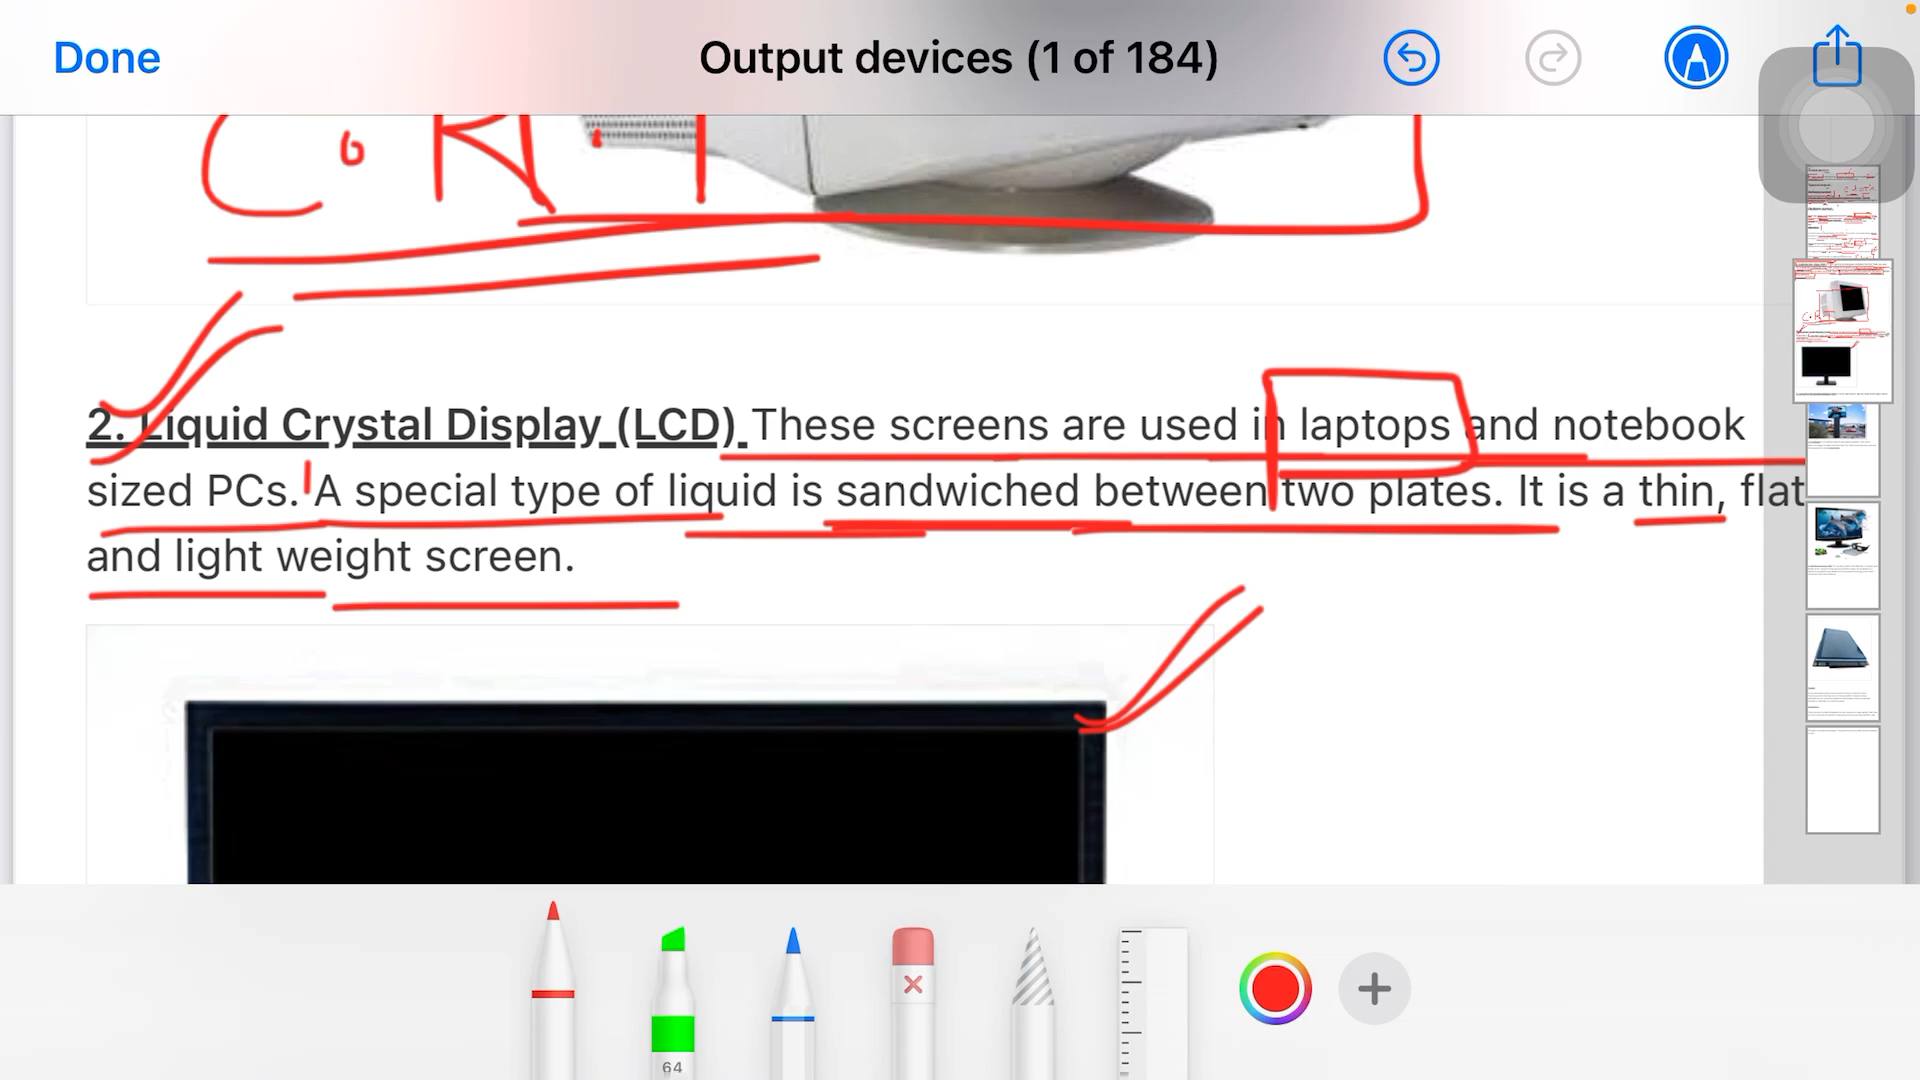 Done
Output devices (1 of 184)
C.R.T
2. Liquid Crystal Display (LCD) These screens are used in laptops and notebook
sized PCs. A special type of liquid is sandwiched between two plates. It is a thin, flat
and light weight screen.
64